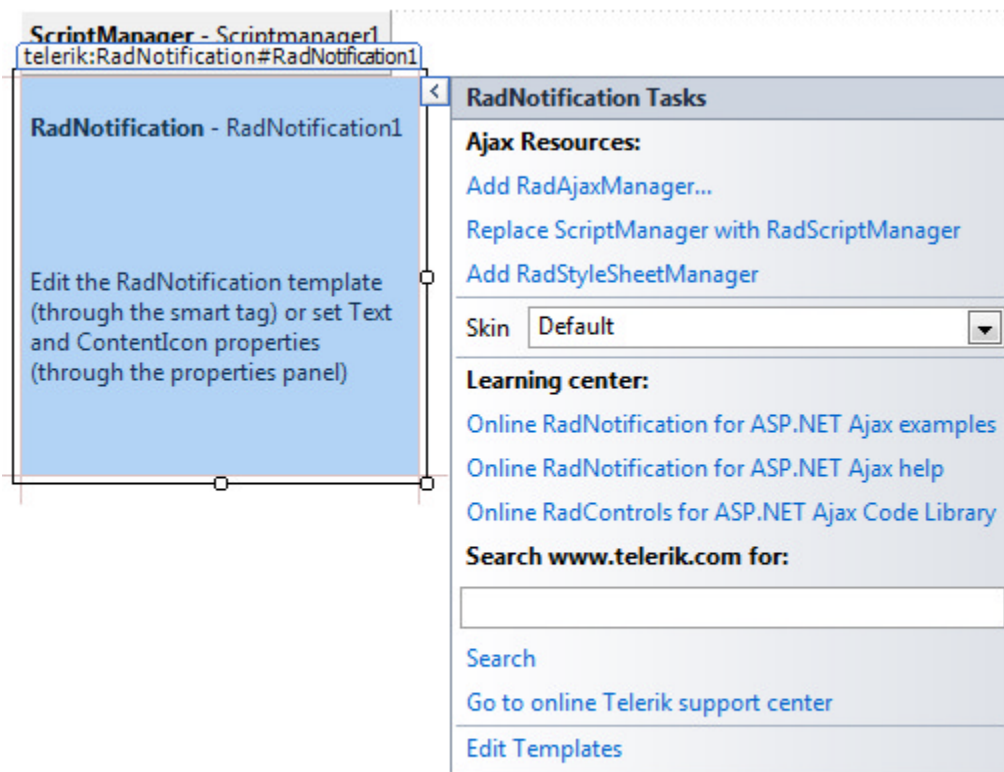 ScriptManager - Scriptmanager1
telerik:RadNotification#RadNotification1
RadNotification - RadNotification1
Edit the RadNotification template
(through the smart tag) or set Text
and ContentIcon properties
(through the properties panel)
RadNotification Tasks
Ajax Resources:
Add RadAjaxManager...
Replace ScriptManager with RadScriptManager
Add RadStyleSheetManager
Skin Default
Learning center:
Online RadNotification for ASP.NET Ajax examples
Online RadNotification for ASP.NET Ajax help
Online RadControls for ASP.NET Ajax Code Library
Search www.telerik.com for:
Search
Go to online Telerik support center
Edit Templates